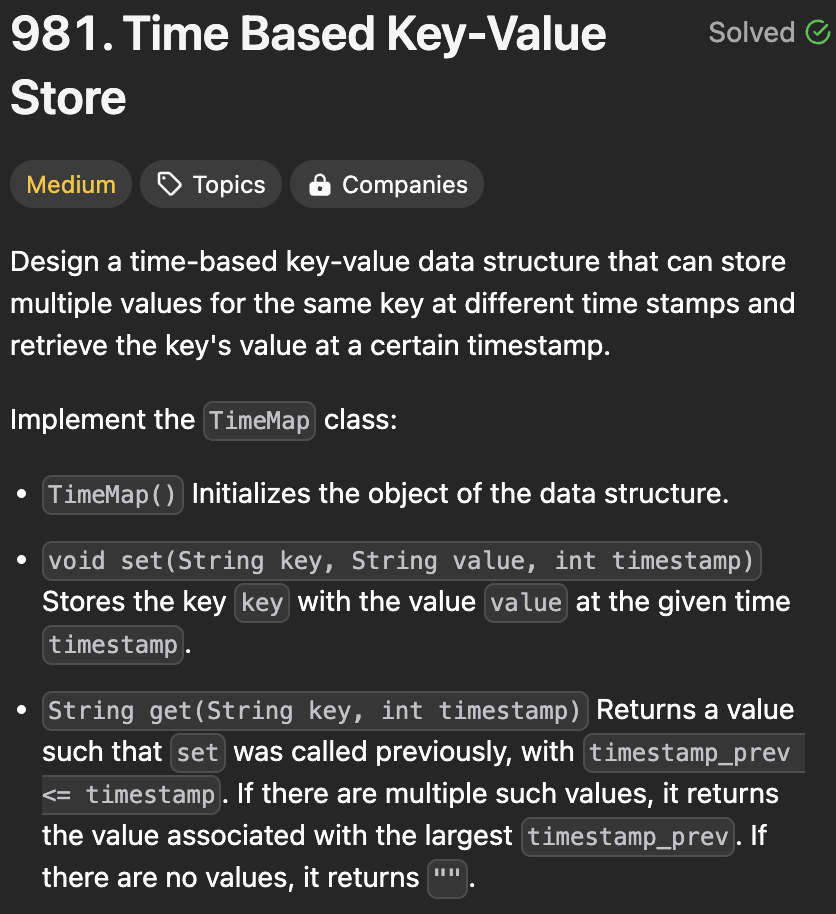 981. Time Based Key-Value
Solved
Store
Medium
Topics
Companies
Design a time-based key-value data structure that can store
multiple values for the same key at different time stamps and
retrieve the key's value at a certain timestamp.
Implement the TimeMap class:
• TimeMap() Initializes the object of the data structure.
• void set(String key, String value, int timestamp)
Stores the key key with the value value at the given time
timestamp.
• String get(String key, int timestamp) Returns a value
such that set was called previously, with timestamp_prev
<= timestamp. If there are multiple such values, it returns
the value associated with the largest timestamp_prev. If
there are no values, it returns "".